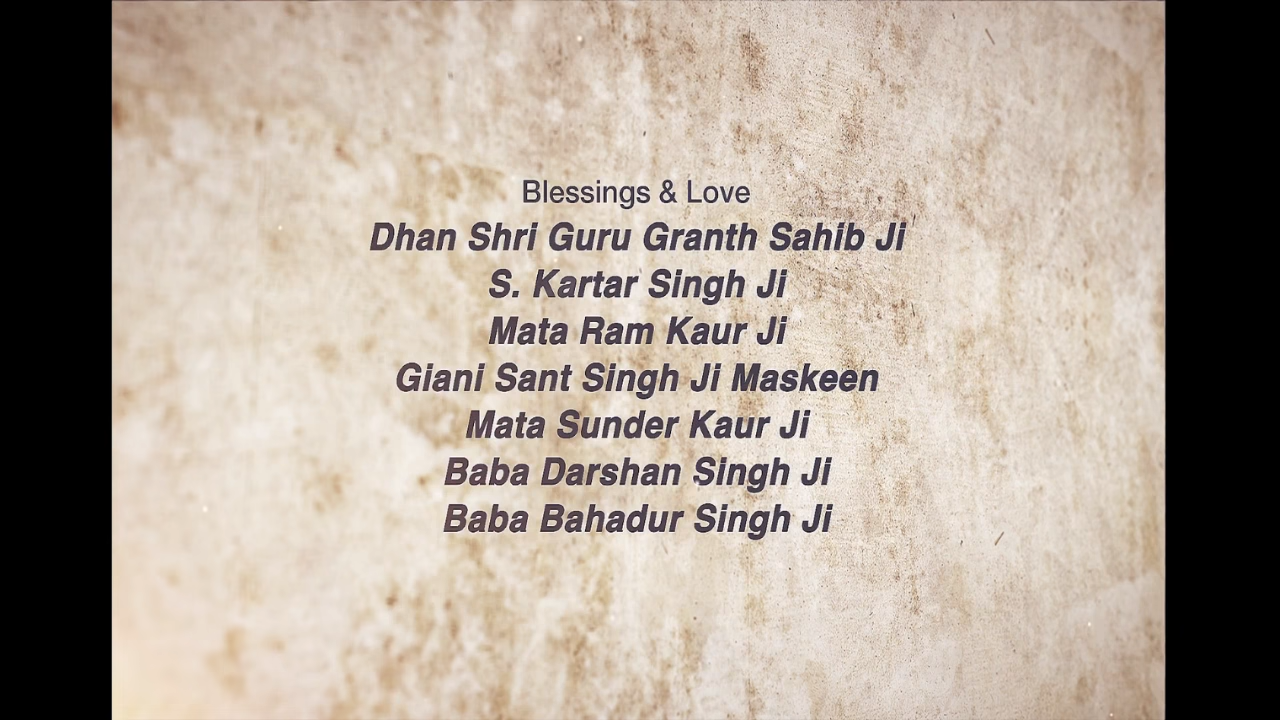 Blessings & Love
Dhan Shri Guru Granth Sahib Ji
S. Kartar Singh Ji
Mata Ram Kaur Ji
Giani Sant Singh Ji Maskeen
Mata Sunder Kaur Ji
Baba Darshan Singh Ji
Baba Bahadur Singh Ji